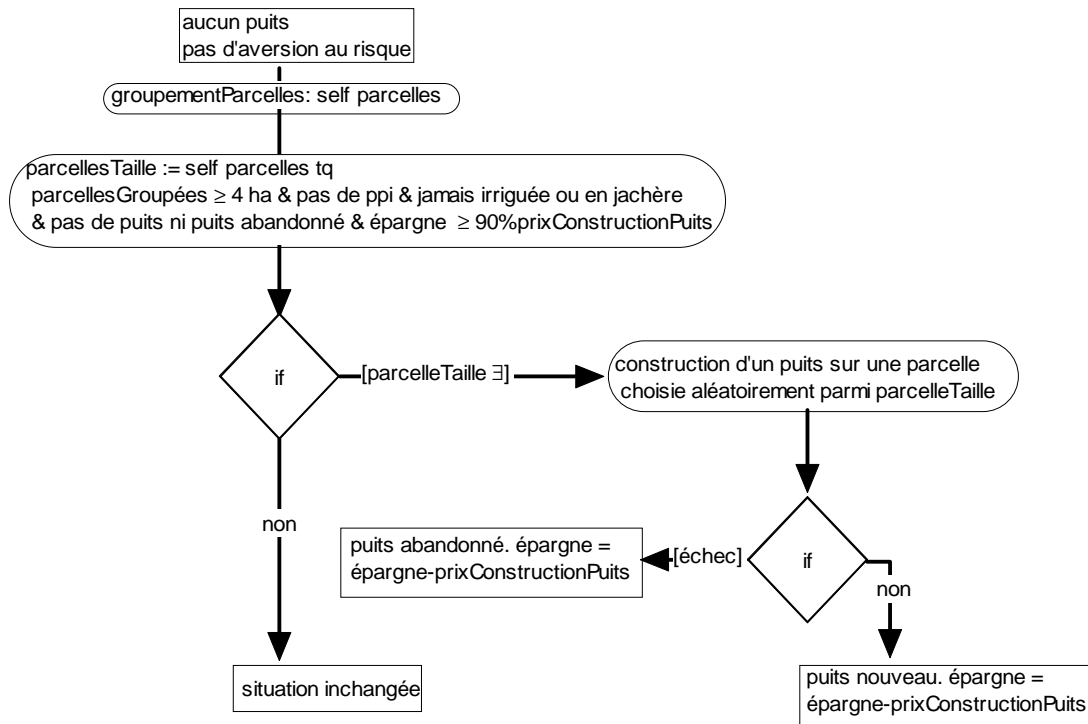 aucun puits
pas d'aversion au risque
groupementParcelles: self parcelles
parcellesTaille := self parcelles tq
parcellesGroupées ≥ 4 ha & pas de ppi & jamais irriguée ou en jachère
& pas de puits ni puits abandonné & épargne ≥ 90%prixConstructionPuits
if
[parcelleTaille ∃]
construction d'un puits sur une parcelle
choisie aléatoirement parmi parcelleTaille
non
puits abandonné. épargne =
épargne-prixConstructionPuits
[échec]
if
non
situation inchangée
puits nouveau. épargne =
épargne-prixConstructionPuits